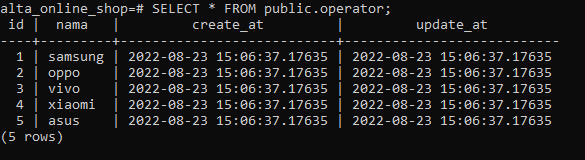 alta_online_shop=# SELECT * FROM public.operator;
 id |  nama   |         create_at         |         update_at
----+---------+---------------------------+---------------------------
  1 | samsung | 2022-08-23 15:06:37.17635 | 2022-08-23 15:06:37.17635
  2 | oppo    | 2022-08-23 15:06:37.17635 | 2022-08-23 15:06:37.17635
  3 | vivo    | 2022-08-23 15:06:37.17635 | 2022-08-23 15:06:37.17635
  4 | xiaomi  | 2022-08-23 15:06:37.17635 | 2022-08-23 15:06:37.17635
  5 | asus    | 2022-08-23 15:06:37.17635 | 2022-08-23 15:06:37.17635
(5 rows)